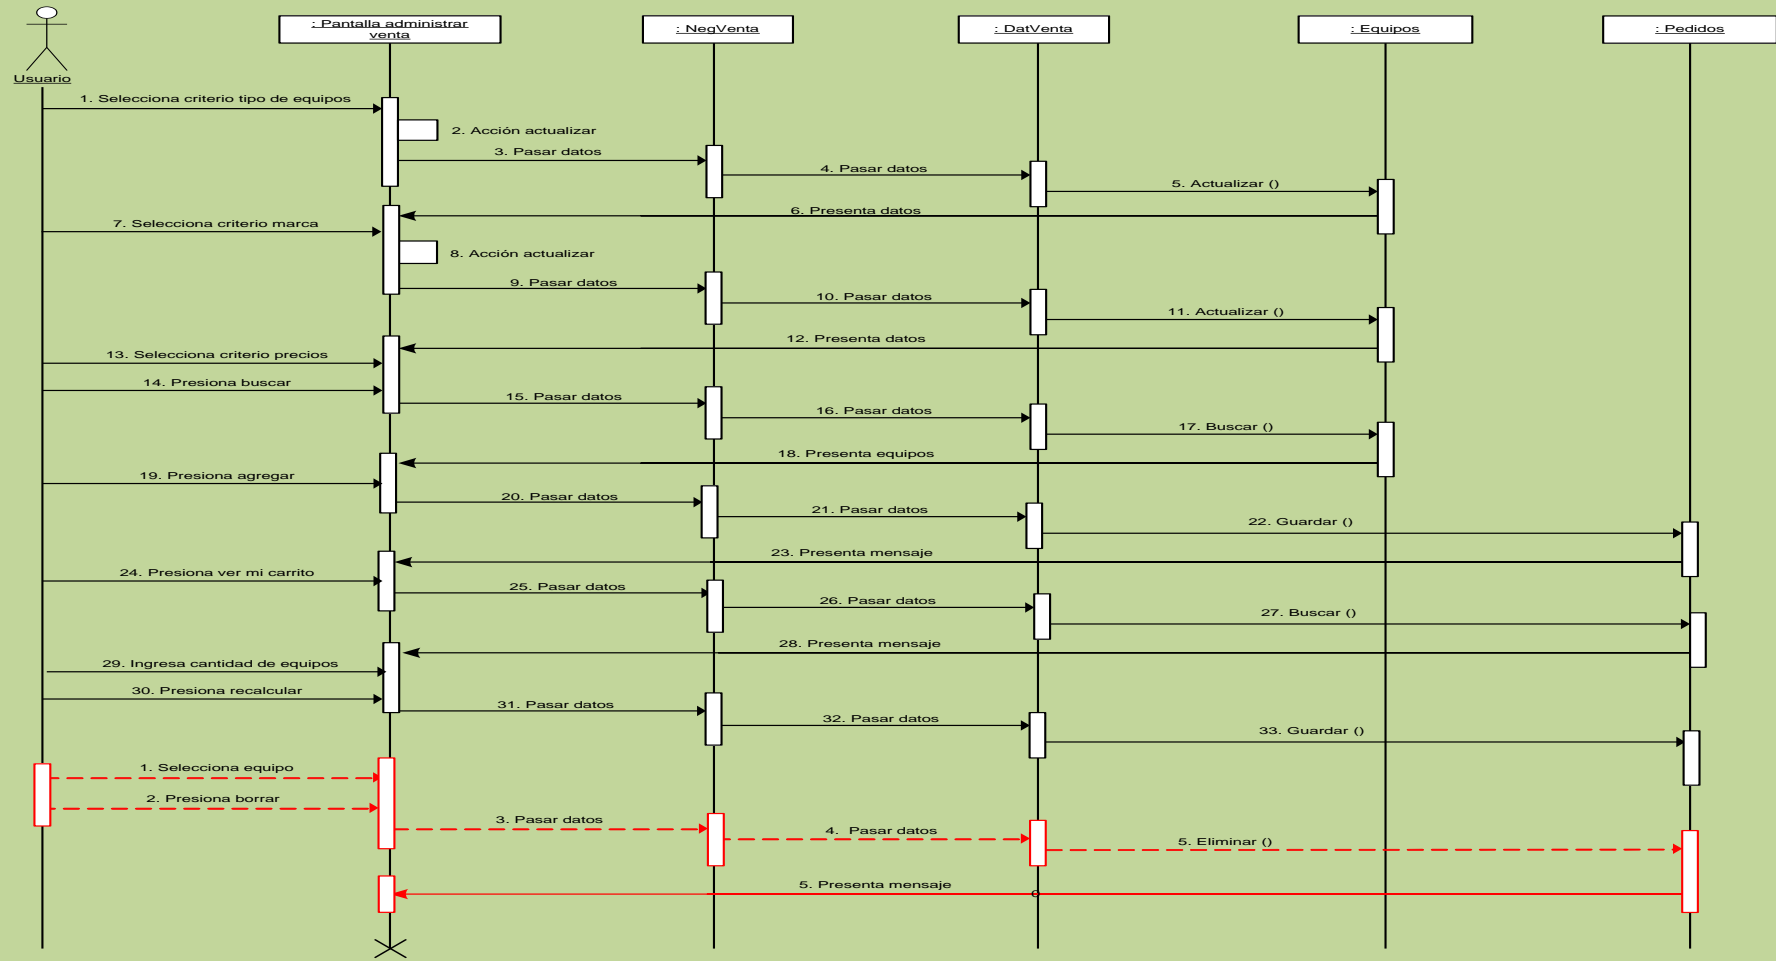 : Pantalla administrar
venta
: NegVenta
: DatVenta
: Equipos
: Pedidos
Usuario
1. Selecciona criterio tipo de equipos
2. Acción actualizar
3. Pasar datos
4. Pasar datos
5. Actualizar ()
6. Presenta datos
7. Selecciona criterio marca
8. Acción actualizar
9. Pasar datos
10. Pasar datos
11. Actualizar ()
12. Presenta datos
13. Selecciona criterio precios
14. Presiona buscar
15. Pasar datos
16. Pasar datos
17. Buscar ()
18. Presenta equipos
19. Presiona agregar
20. Pasar datos
21. Pasar datos
22. Guardar ()
23. Presenta mensaje
24. Presiona ver mi carrito
25. Pasar datos
26. Pasar datos
27. Buscar ()
28. Presenta mensaje
29. Ingresa cantidad de equipos
30. Presiona recalcular
31. Pasar datos
32. Pasar datos
33. Guardar ()
1. Selecciona equipo
2. Presiona borrar
3. Pasar datos
4. Pasar datos
5. Eliminar ()
5. Presenta mensaje